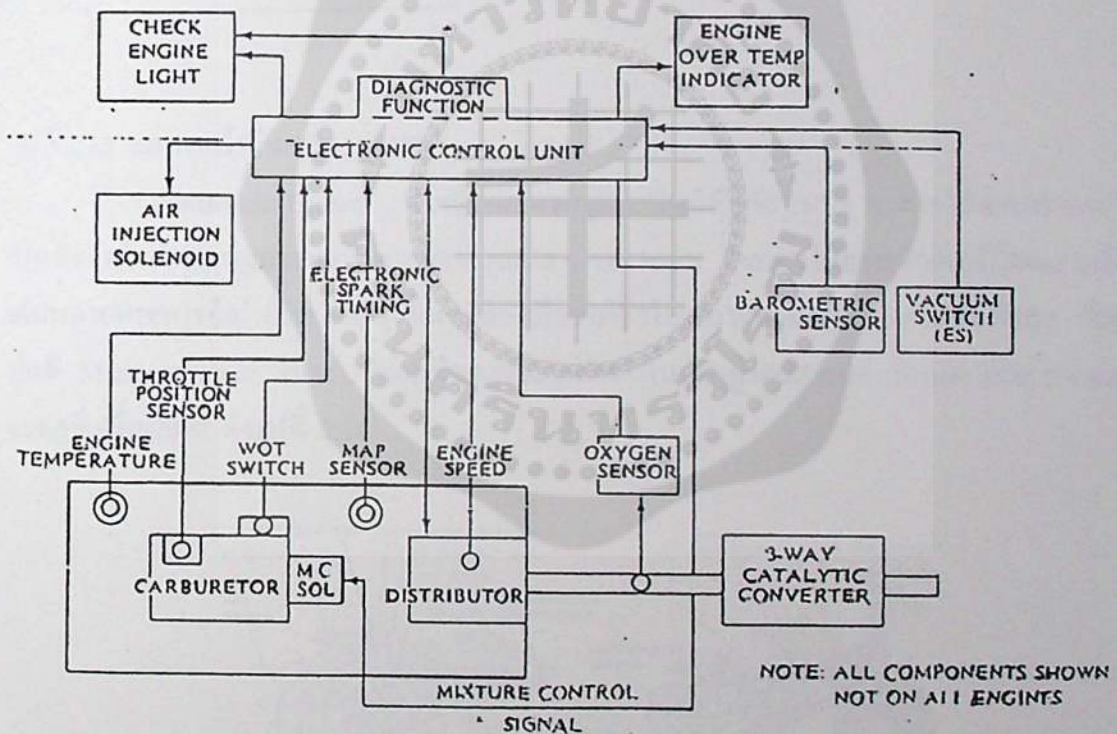 CHECK
ENGINE
LIGHT
ENGINE
OVER TEMP
INDICATOR
DIAGNOSTIC
FUNCTION
ELECTRONIC CONTROL UNIT
AIR
INJECTION
SOLENOID
ELECTRONIC
SPARK
TIMING
BAROMETRIC
SENSOR
VACUUM
SWITCH
(ES)
THROTTLE
POSITION
SENSOR
ENGINE
TEMPERATURE
WOT
SWITCH
MAP
SENSOR
ENGINE
SPEED
OXYGEN
SENSOR
CARBURETOR
M C
SOL
DISTRIBUTOR
3-WAY
CATALYTIC
CONVERTER
MIXTURE CONTROL
SIGNAL
NOTE: ALL COMPONENTS SHOWN
NOT ON All ENGINTS